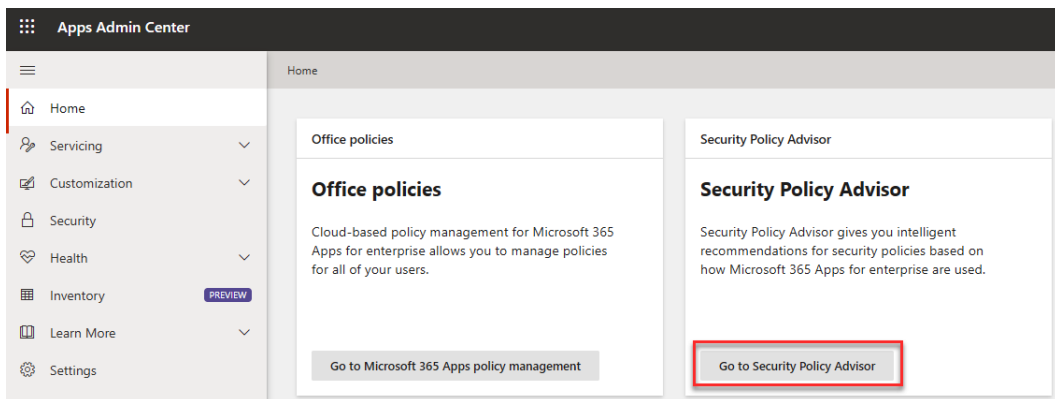 Apps Admin Center
Home
Home
Servicing
Customization
Security
Health
Inventory PREVIEW
Learn More
Settings
Office policies
Office policies
Cloud-based policy management for Microsoft 365
Apps for enterprise allows you to manage policies
for all of your users.
Go to Microsoft 365 Apps policy management
Security Policy Advisor
Security Policy Advisor
Security Policy Advisor gives you intelligent
recommendations for security policies based on
how Microsoft 365 Apps for enterprise are used.
Go to Security Policy Advisor